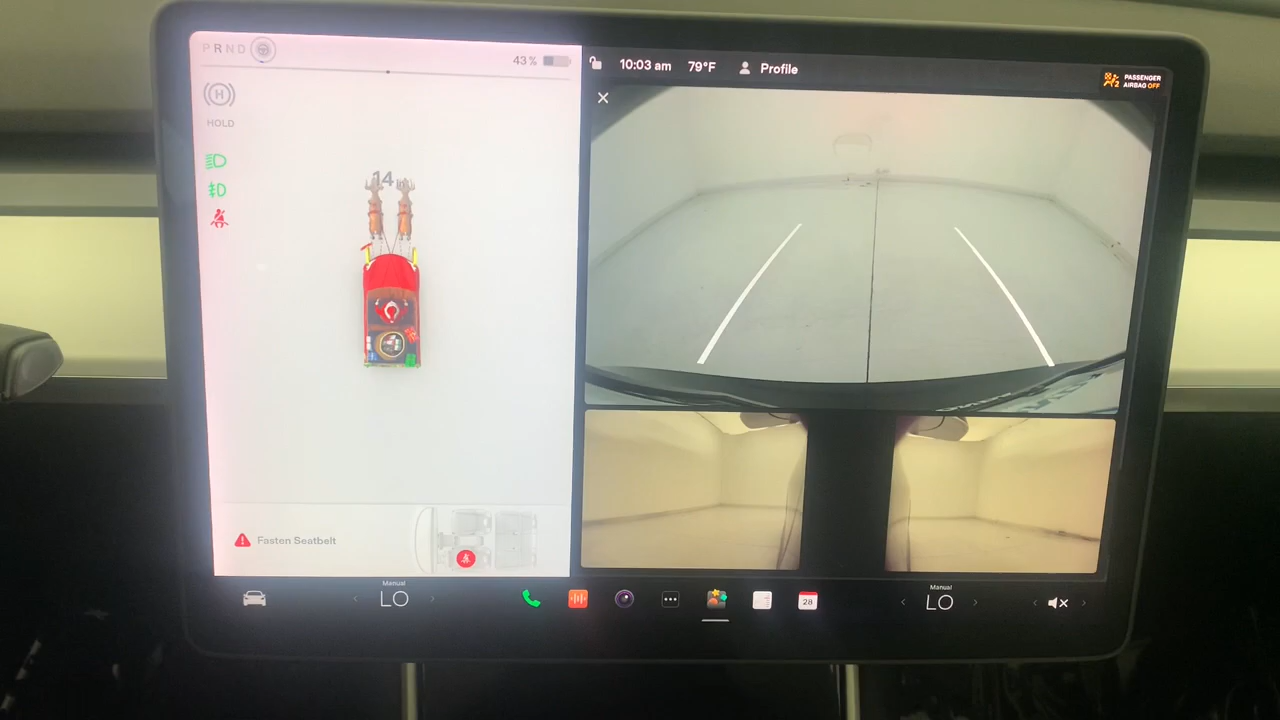 PRND
43%
10:03 am
79°F
Profile
PASSENGER
AIRBAG OFF
H
HOLD
14 in
Fasten Seatbelt
Manual
LO
28
Manual
LO